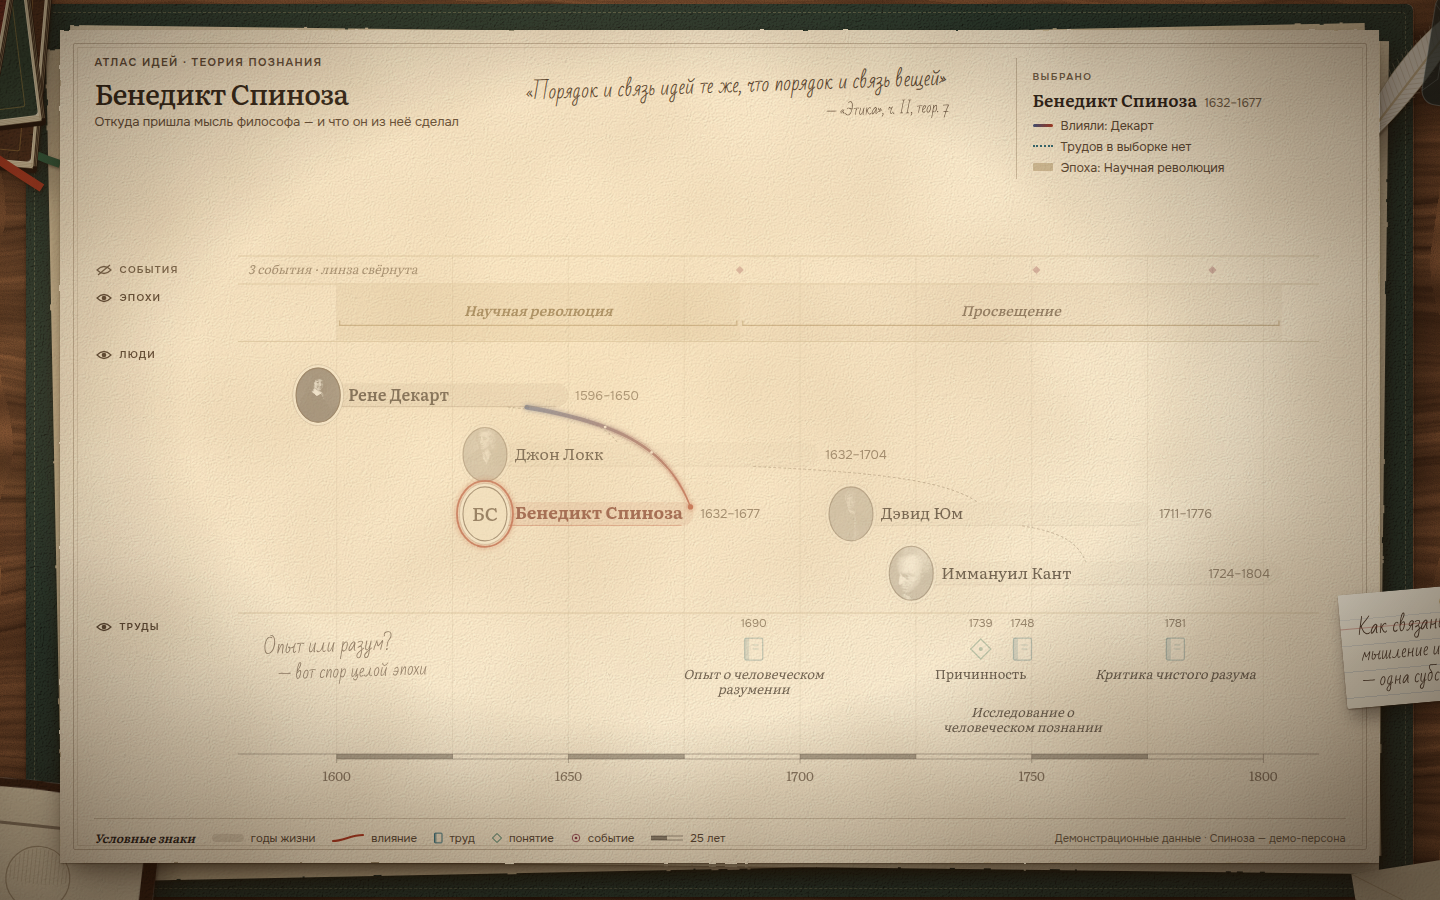 АТЛАС ИДЕЙ · ТЕОРИЯ ПОЗНАНИЯ
Бенедикт Спиноза
Откуда пришла мысль философа — и что он из неё сделал
«Порядок и связь идей те же, что порядок и связь вещей»
— «Этика», ч. II, теор. 7
ВЫБРАНО
Бенедикт Спиноза 1632–1677
Влияли: Декарт
Трудов в выборке нет
Эпоха: Научная революция
СОБЫТИЯ
3 события · линза свёрнута
ЭПОХИ
Научная революция
Просвещение
ЛЮДИ
Рене Декарт
1596–1650
Джон Локк
1632–1704
БС
Бенедикт Спиноза
1632–1677
Дэвид Юм
1711–1776
Иммануил Кант
1724–1804
ТРУДЫ
Опыт или разум?
— вот спор целой эпохи
1690
Опыт о человеческом
разумении
1739
Причинность
1748
Исследование о
человеческом познании
1781
Критика чистого разума
Как связан
мышление и
— одна субс
1600
1650
1700
1750
1800
Условные знаки
годы жизни
влияние
труд
понятие
событие
25 лет
Демонстрационные данные · Спиноза — демо-персона